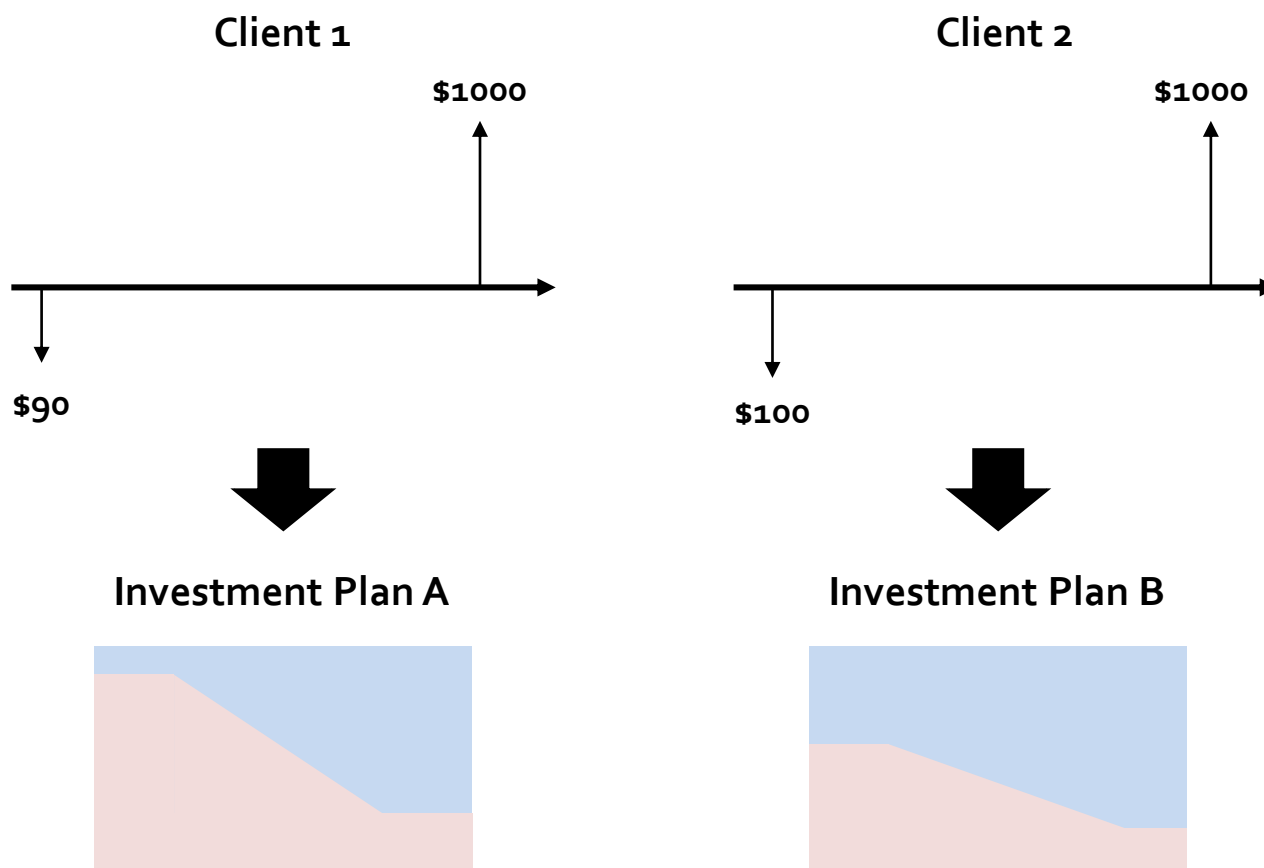 Client 1
Client 2
$1000
$1000
$90
$100
Investment Plan A
Investment Plan B